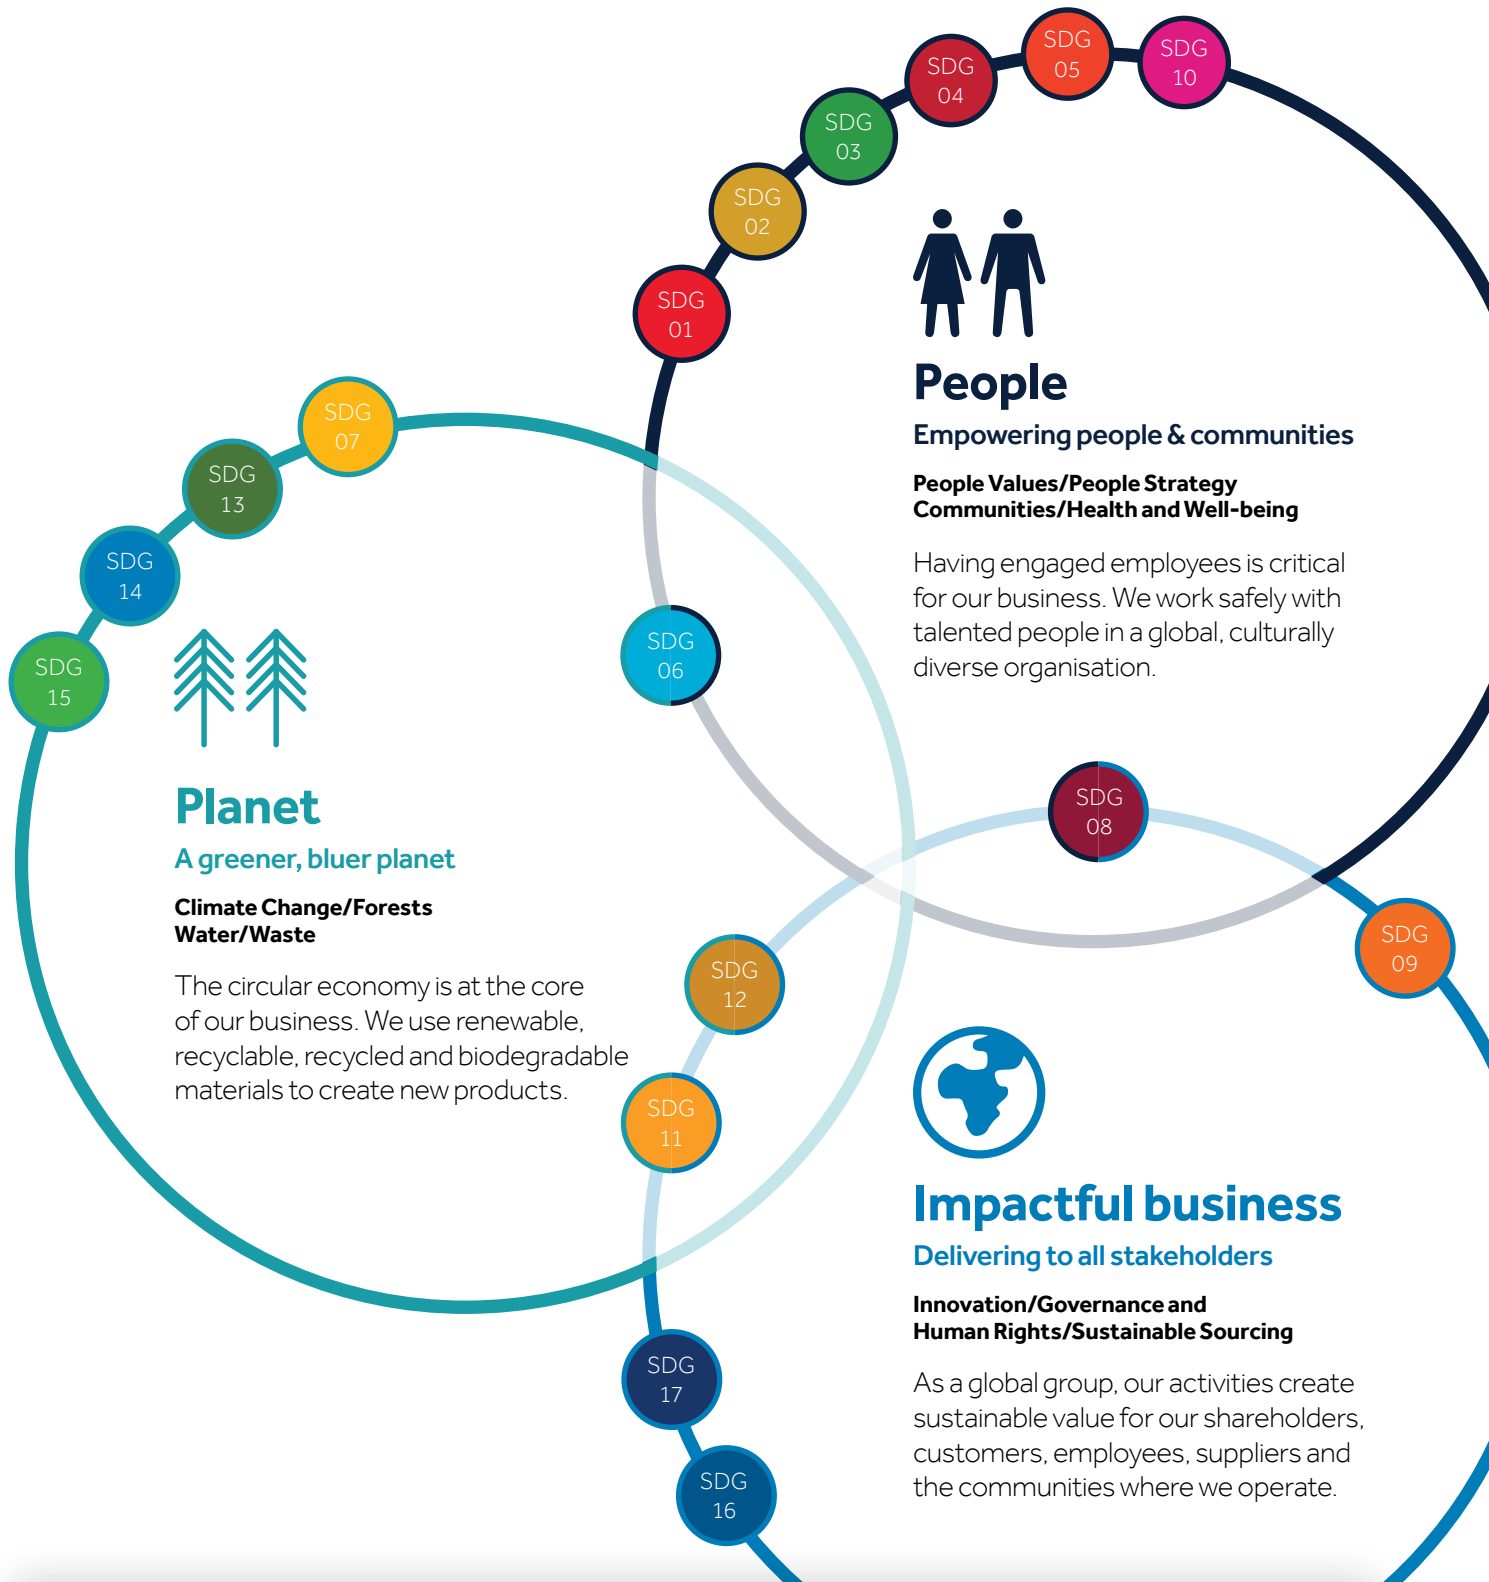 SDG
05
SDG
10
SDG
04
SDG
03
SDG
02
SDG
01
People
Empowering people & communities
People Values/People Strategy
Communities/Health and Well-being
Having engaged employees is critical
for our business. We work safely with
talented people in a global, culturally
diverse organisation.
SDG
07
SDG
13
SDG
14
SDG
15
SDG
06
SDG
08
Planet
A greener, bluer planet
Climate Change/Forests
Water/Waste
The circular economy is at the core
of our business. We use renewable,
recyclable, recycled and biodegradable
materials to create new products.
SDG
09
SDG
12
SDG
11
Impactful business
Delivering to all stakeholders
Innovation/Governance and
Human Rights/Sustainable Sourcing
As a global group, our activities create
sustainable value for our shareholders,
customers, employees, suppliers and
the communities where we operate.
SDG
17
SDG
16